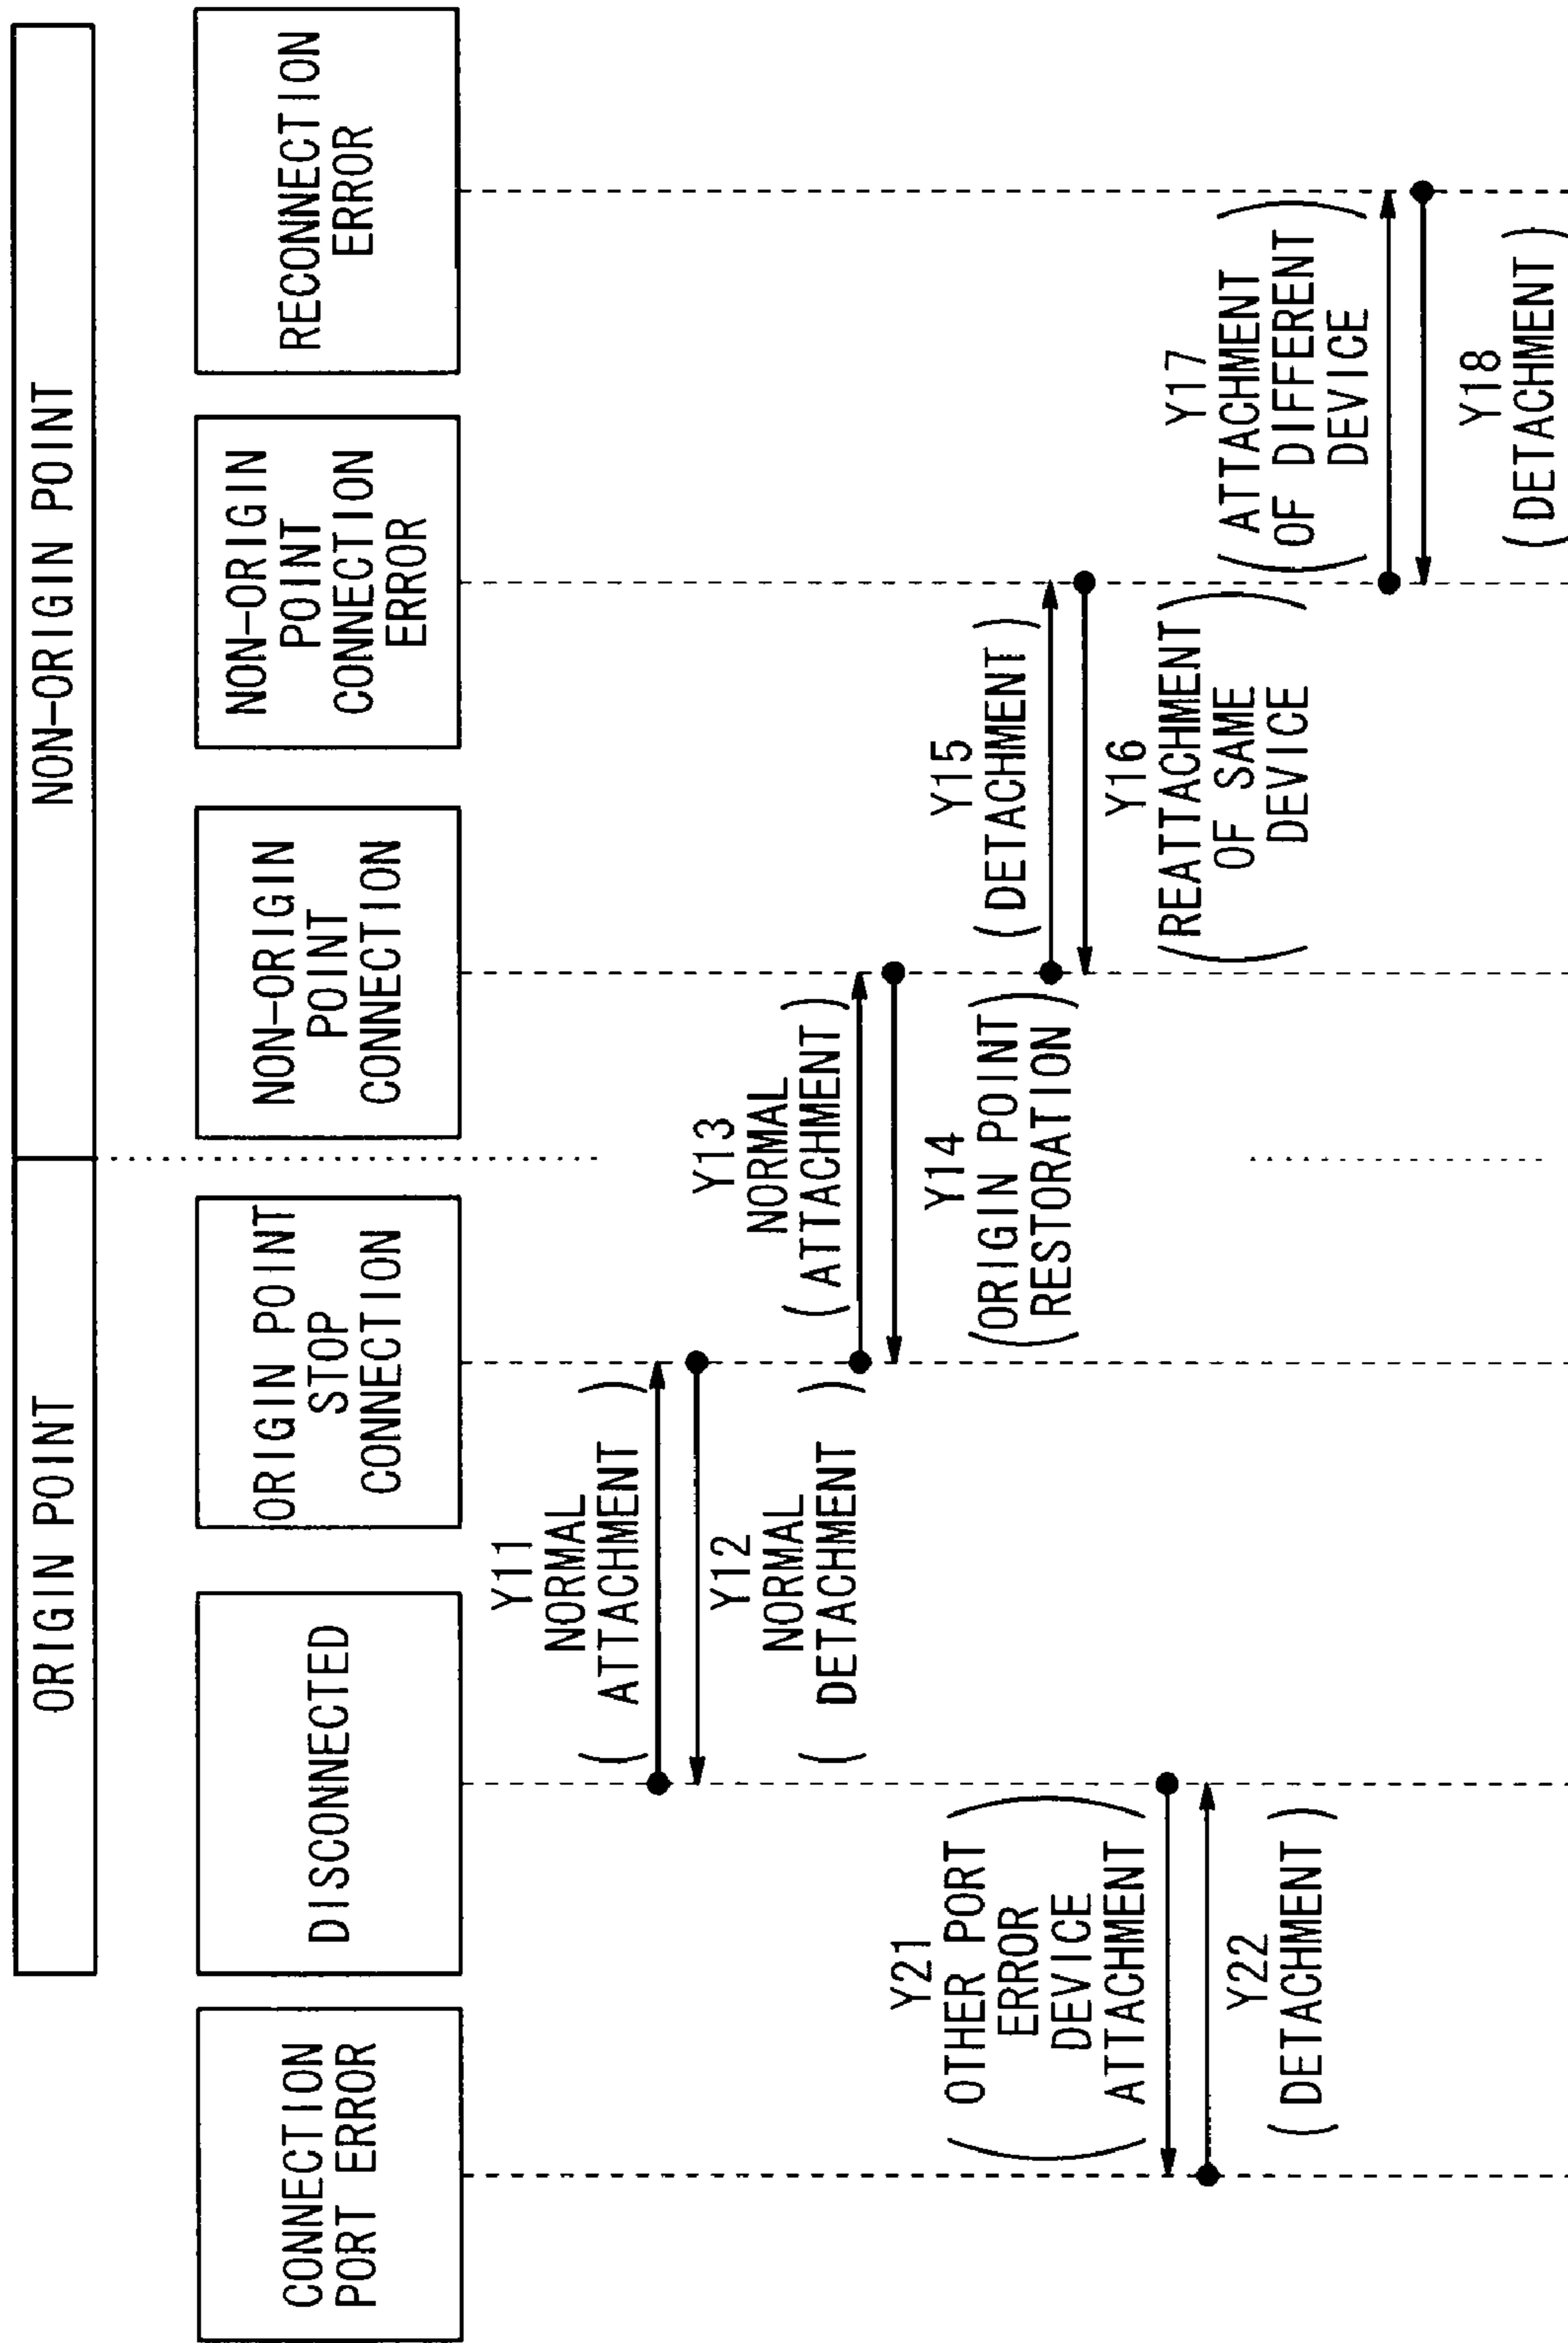 ORIGIN POINT
NON-ORIGIN POINT
CONNECTION
PORT ERROR
DISCONNECTED
ORIGIN POINT
STOP
CONNECTION
NON-ORIGIN
POINT
CONNECTION
NON-ORIGIN
POINT
CONNECTION
ERROR
RECONNECTION
ERROR
Y11
NORMAL
(ATTACHMENT)
Y12
NORMAL
(DETACHMENT)
Y13
NORMAL
(ATTACHMENT)
Y14
(ORIGIN POINT
RESTORATION)
Y15
(DETACHMENT)
Y16
(REATTACHMENT
OF SAME
DEVICE)
Y17
(ATTACHMENT
OF DIFFERENT
DEVICE)
Y18
(DETACHMENT)
Y21
(OTHER PORT
ERROR
DEVICE
ATTACHMENT)
Y22
(DETACHMENT)